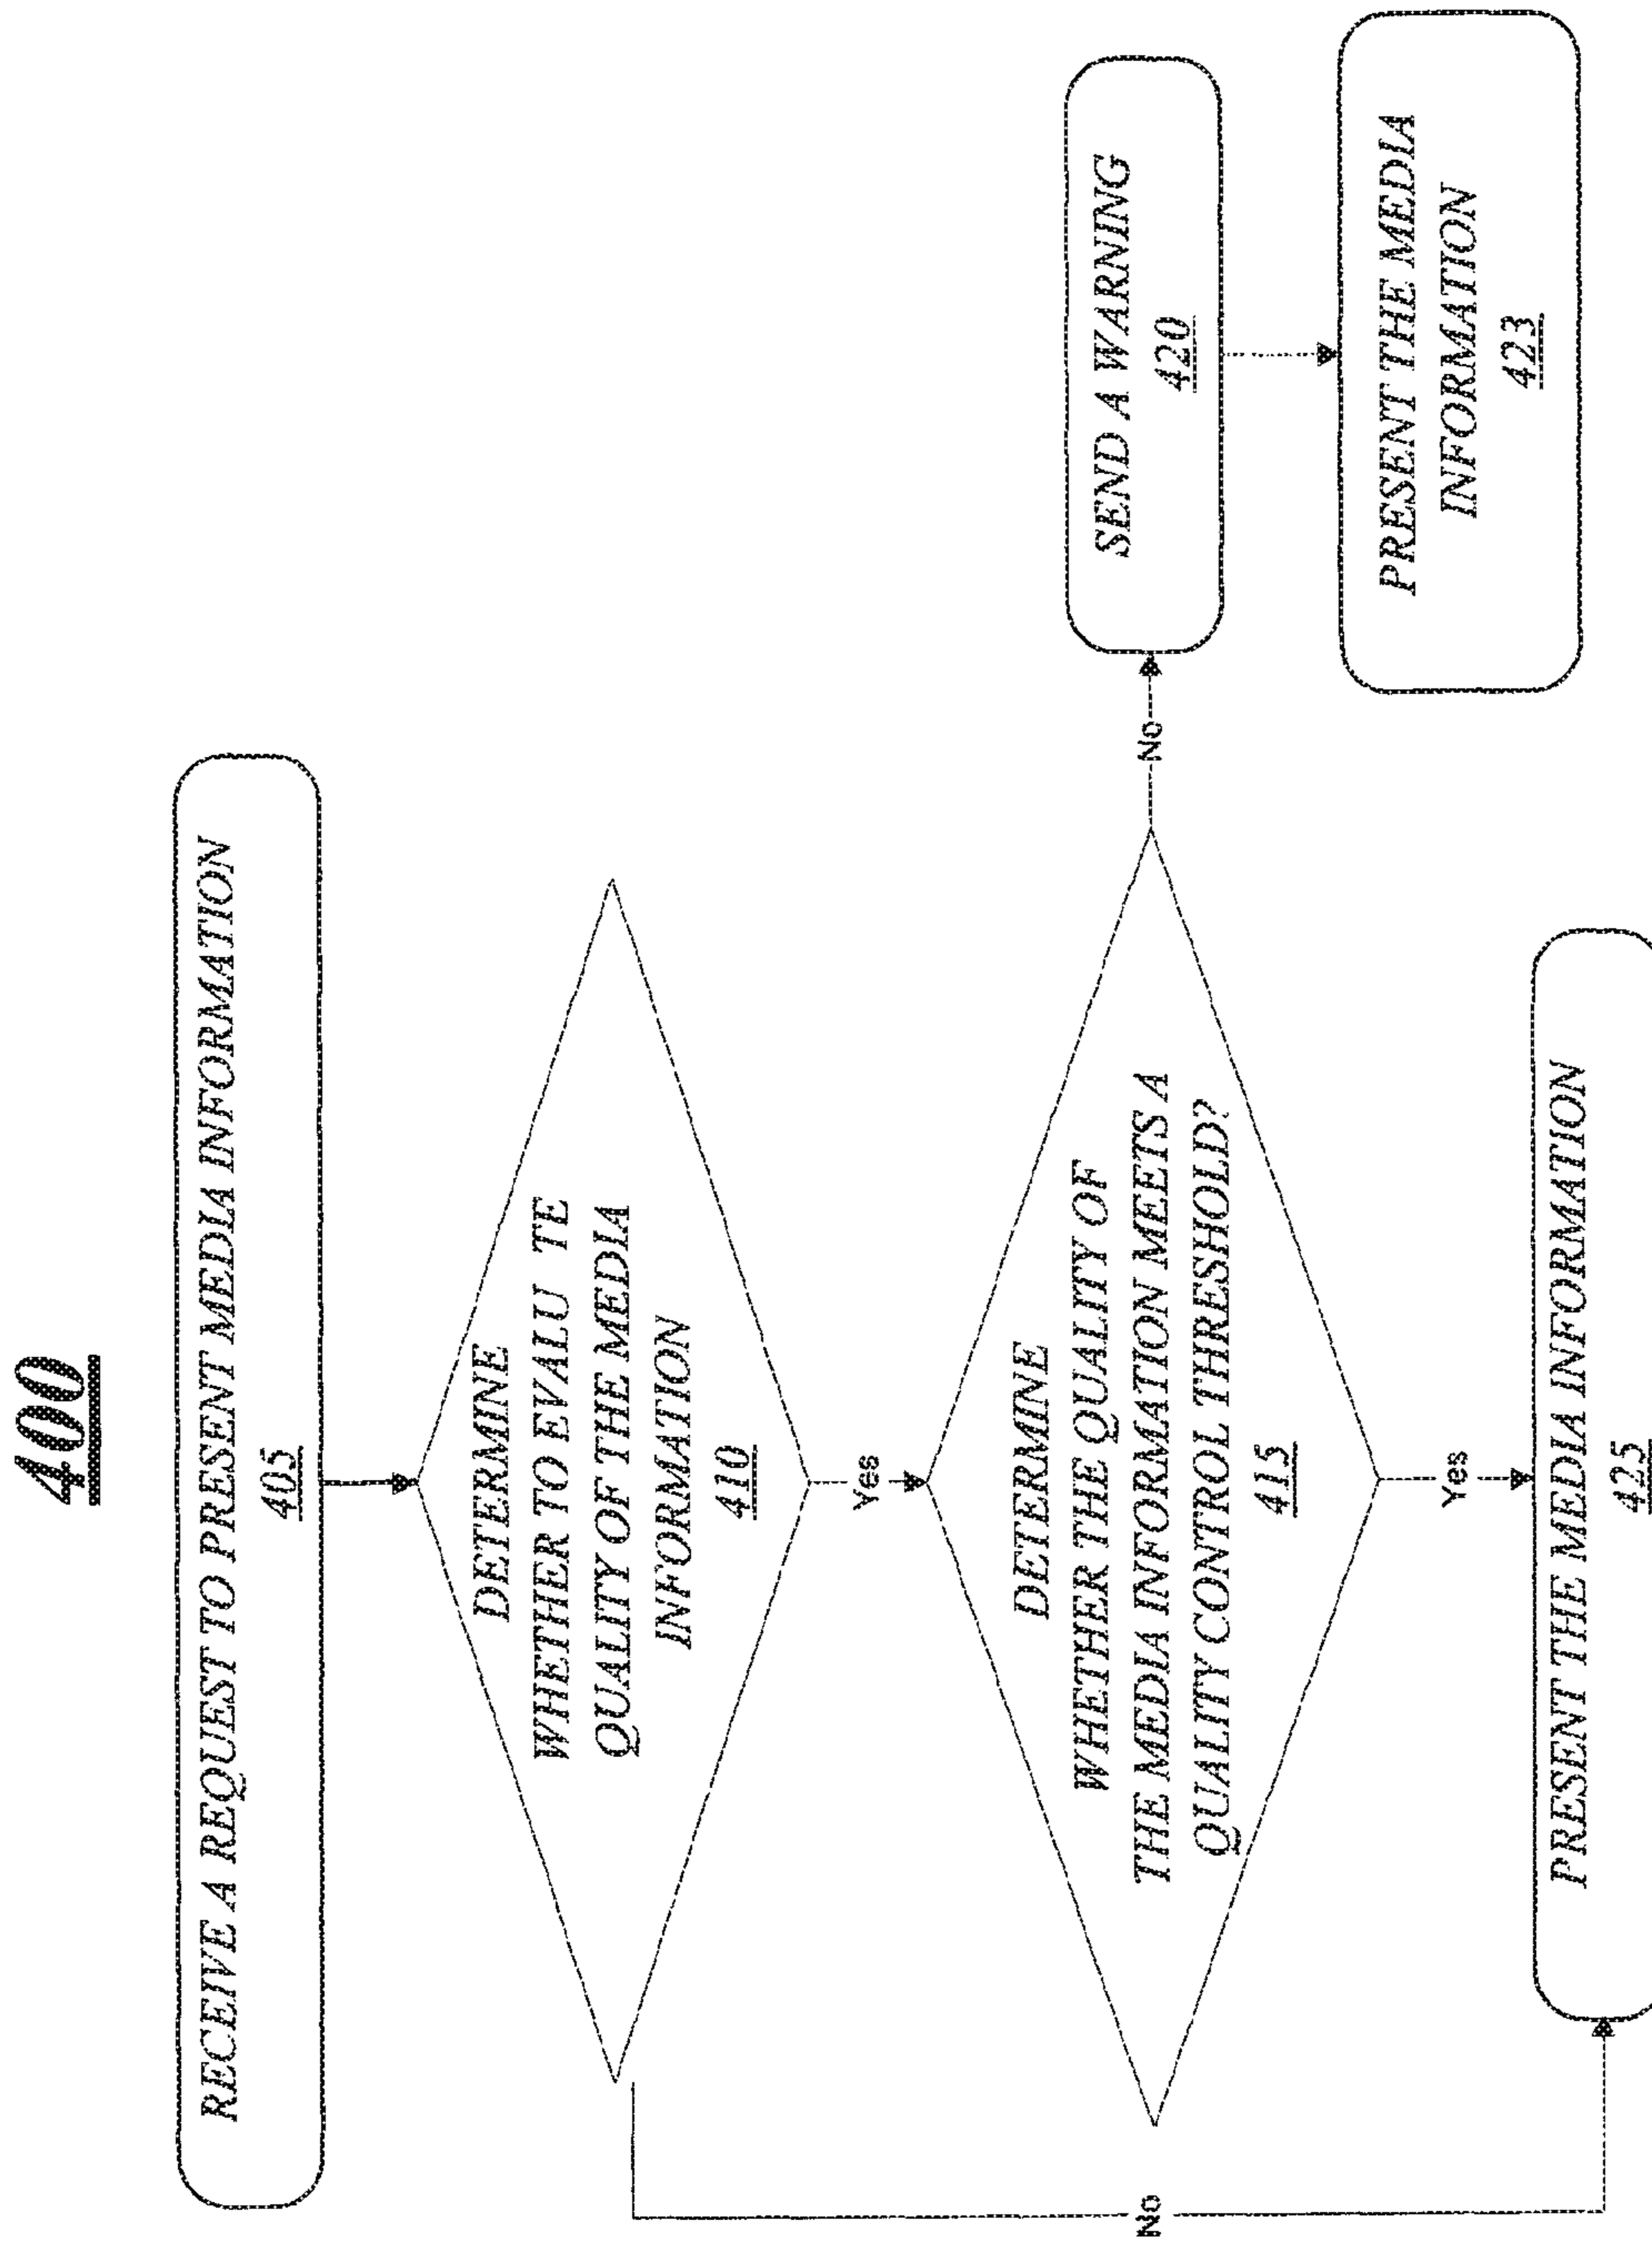 400
RECEIVE A REQUEST TO PRESENT MEDIA INFORMATION
405
DETERMINE
WHETHER TO EVALU TE
QUALITY OF THE MEDIA
INFORMATION
410
Yes
No
DETERMINE
WHETHER THE QUALITY OF
THE MEDIA INFORMATION MEETS A
QUALITY CONTROL THRESHOLD?
415
No
SEND A WARNING
420
PRESENT THE MEDIA
INFORMATION
423
Yes
PRESENT THE MEDIA INFORMATION
425